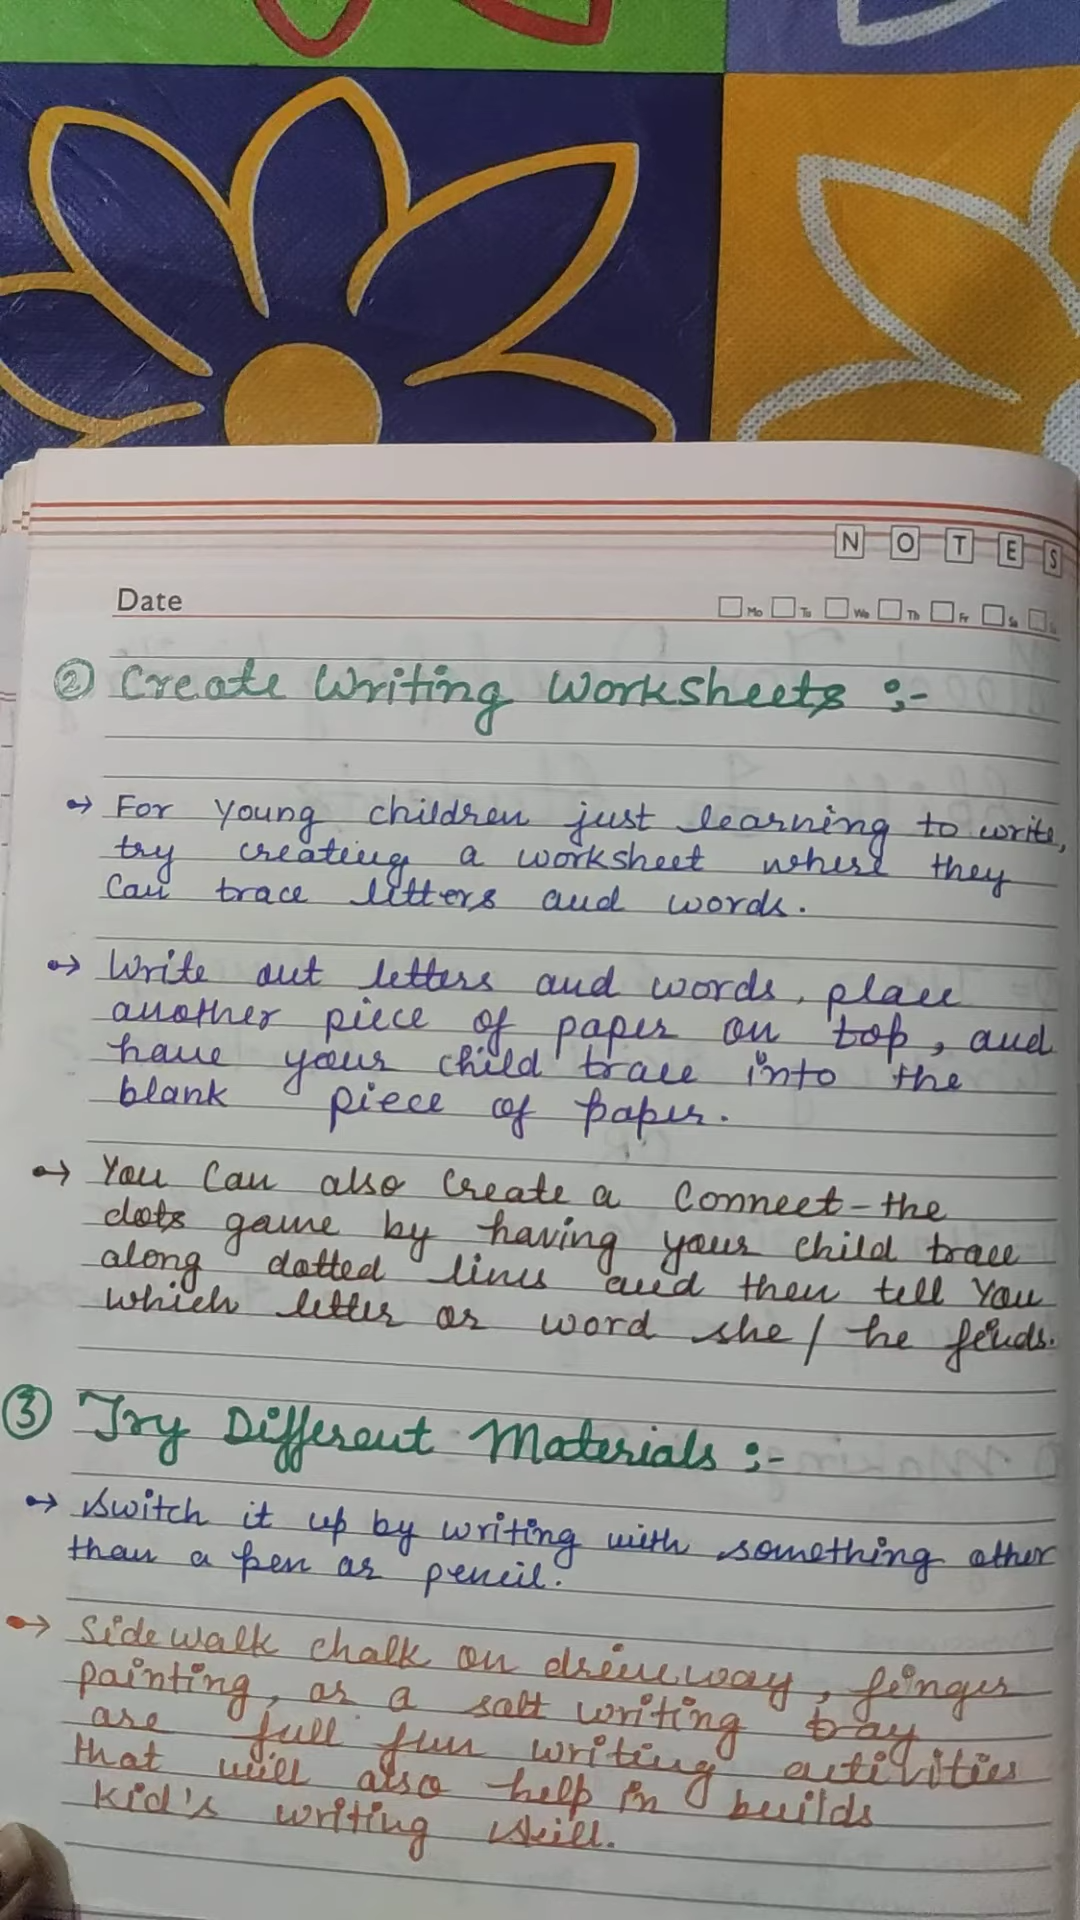 N O T E S
Date
Mo Tu We Th Fr Sa Su
② Create Writing Worksheets :-
→ For young children just learning to write,
try creating a worksheet where they
can trace letters and words.
→ Write out letters and words, place
another piece of paper on top, and
have your child trace into the
blank piece of paper.
→ You can also create a connect-the
dots game by having your child trace
along dotted lines and then tell you
which letter or word she / he finds.
③ Try Different Materials :-
→ Switch it up by writing with something other
than a pen or pencil.
→ Sidewalk chalk on driveway, finger
painting, or a salt writing tray
are full fun writing activities
that will also help in builds
kid's writing skill.